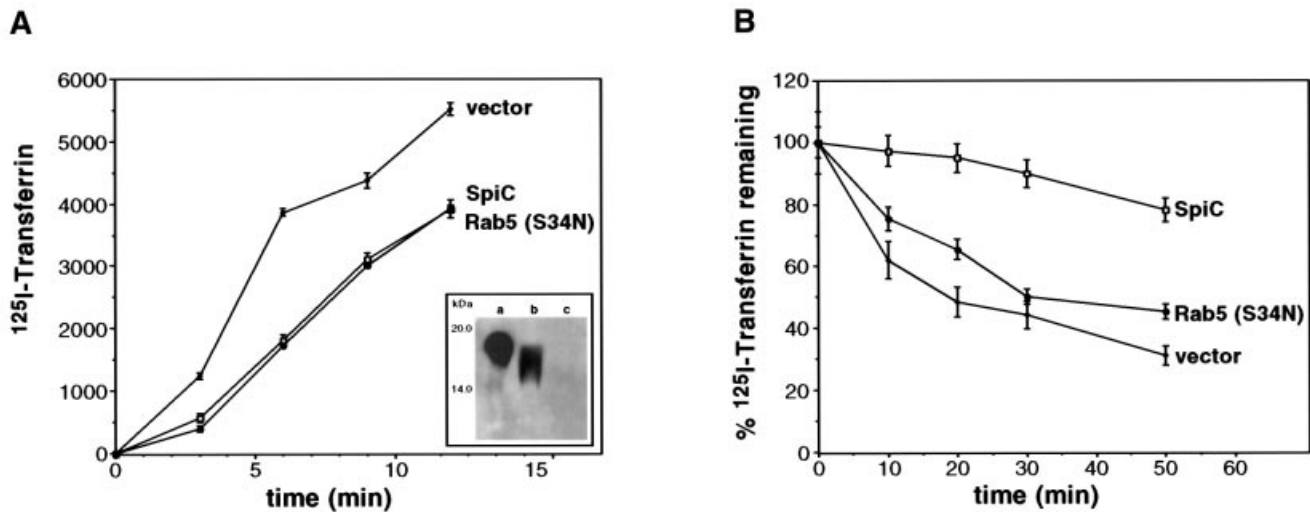 A
6000
5000
4000
3000
2000
1000
0
125I-Transferrin
vector
SpiC
Rab5 (S34N)
kDa
a b c
20.0
14.0
0 5 10 15
time (min)
B
120
100
80
60
40
20
0
% 125I-Transferrin remaining
SpiC
Rab5 (S34N)
vector
0 10 20 30 40 50 60
time (min)